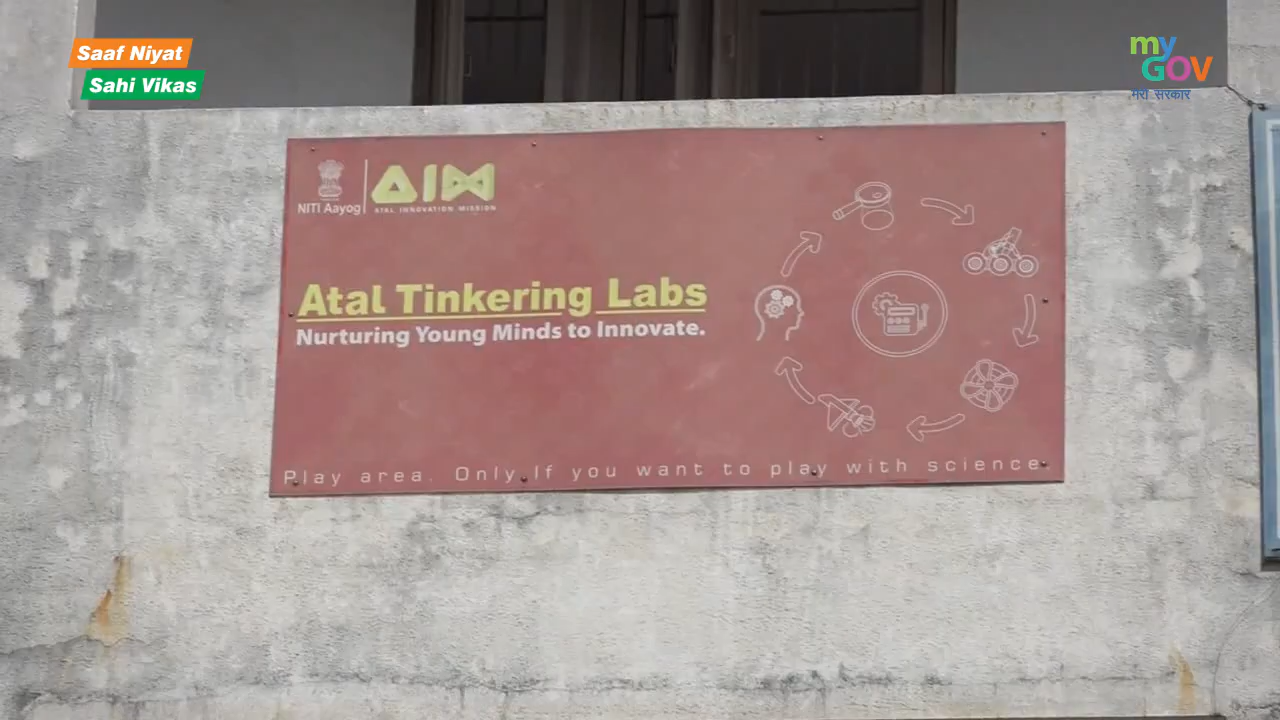 Saaf Niyat
Sahi Vikas
my
GOV
मेरी सरकार
NITI Aayog
AIM
ATAL INNOVATION MISSION
Atal Tinkering Labs
Nurturing Young Minds to Innovate.
Play area. Only If you want to play with science.